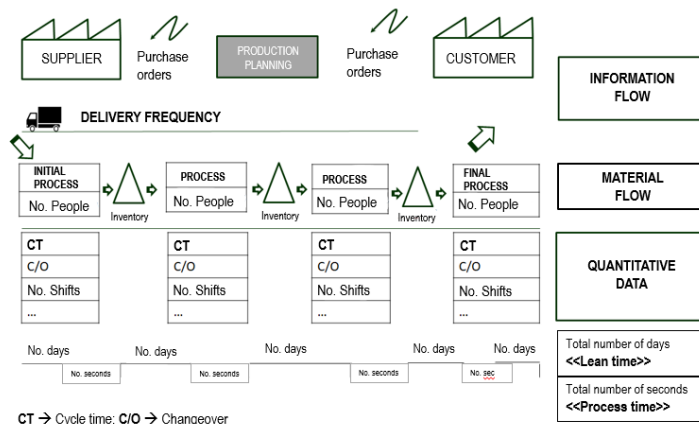 SUPPLIER
Purchase
orders
PRODUCTION
PLANNING
Purchase
orders
CUSTOMER
INFORMATION
FLOW
DELIVERY FREQUENCY
INITIAL
PROCESS
No. People
Inventory
PROCESS
No. People
Inventory
PROCESS
No. People
Inventory
FINAL
PROCESS
No. People
MATERIAL
FLOW
CT
C/O
No. Shifts
...
CT
C/O
No. Shifts
...
CT
C/O
No. Shifts
...
CT
C/O
No. Shifts
...
QUANTITATIVE
DATA
No. days
No. seconds
No. days
No. seconds
No. days
No. seconds
No. days
No. sec
No. days
Total number of days
<<Lean time>>
Total number of seconds
<<Process time>>
CT → Cycle time; C/O → Changeover